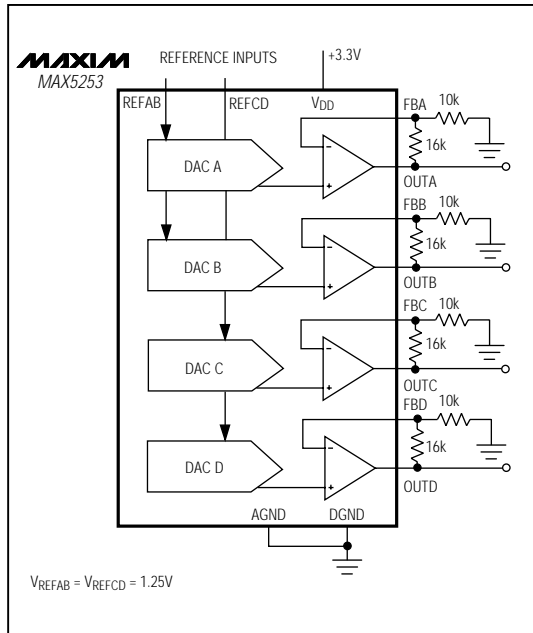 MAXIM
MAX5253
REFERENCE INPUTS
+3.3V
REFAB
REFCD
VDD
DAC A
−
+
FBA
10k
16k
OUTA
DAC B
−
+
FBB
10k
16k
OUTB
DAC C
−
+
FBC
10k
16k
OUTC
DAC D
−
+
FBD
10k
16k
OUTD
AGND
DGND
VREFAB = VREFCD = 1.25V